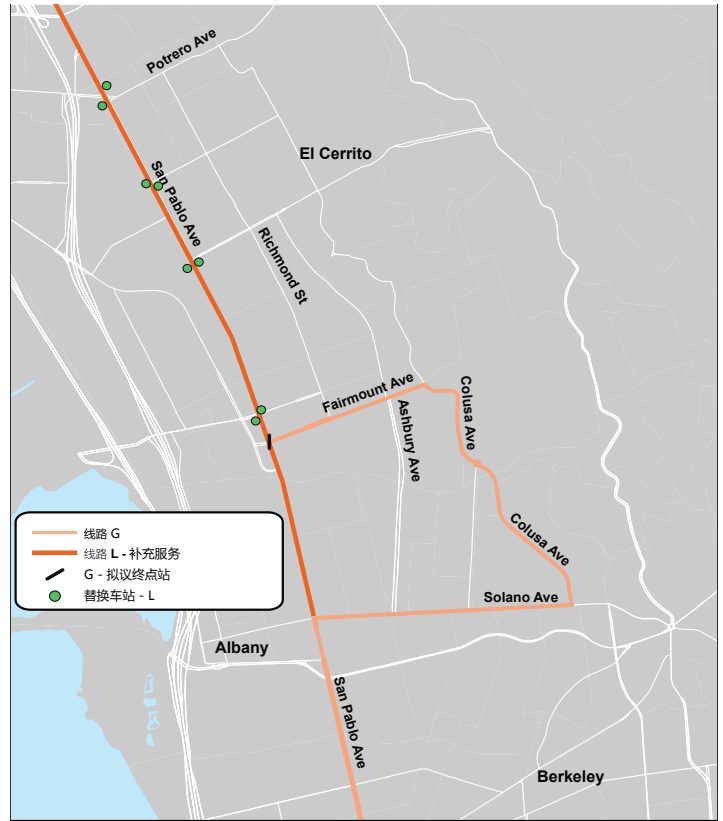 Potrero Ave
El Cerrito
San Pablo Ave
Richmond St
Fairmount Ave
Colusa Ave
Ashbury Ave
Colusa Ave
线路 G
线路 L - 补充服务
G - 拟议终点站
替换车站 - L
Solano Ave
Albany
San Pablo Ave
Berkeley